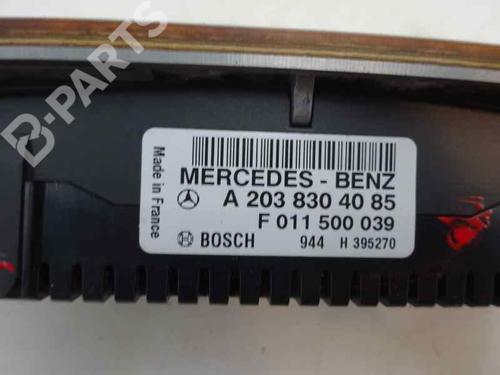 B-PARTS
Made in France
MERCEDES - BENZ
A 203 830 40 85
F 011 500 039
BOSCH 944 H 395270